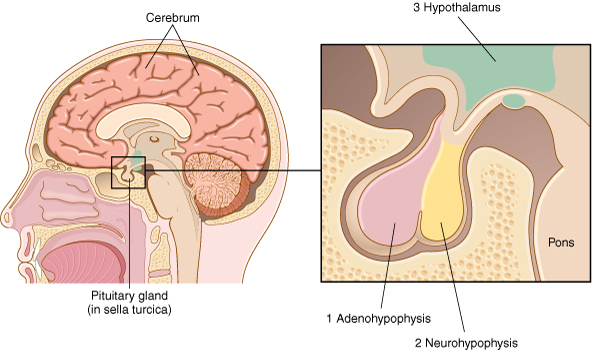 Cerebrum
Pituitary gland
(in sella turcica)
3 Hypothalamus
Pons
1 Adenohypophysis
2 Neurohypophysis